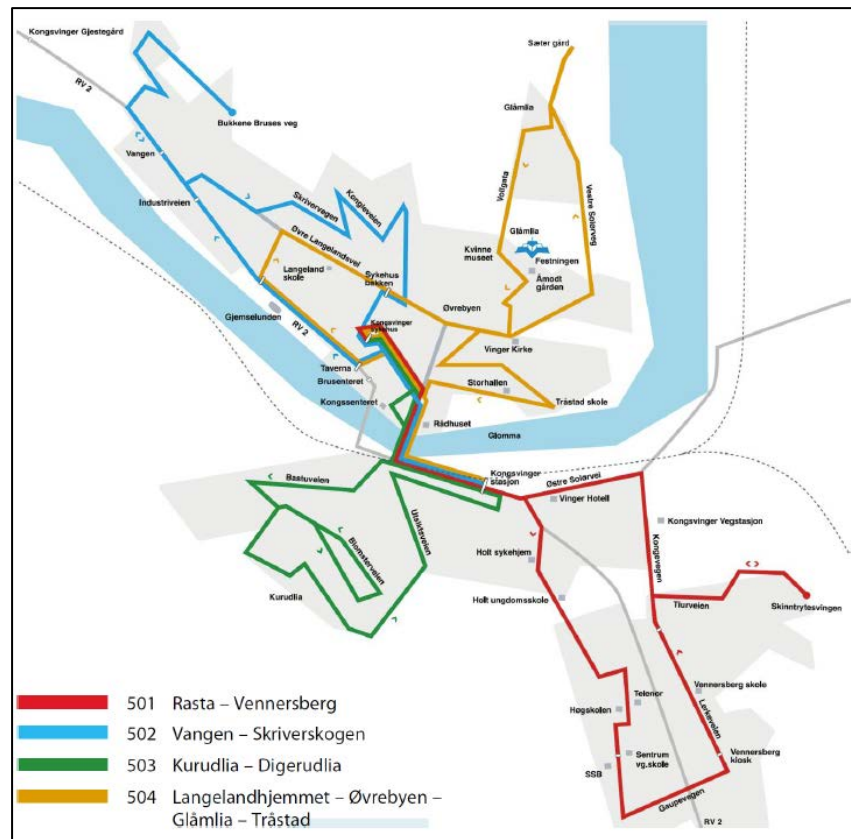 Kongsvinger Gjestegård
RV 2
Bukkene Bruses veg
Vangen
Industriveien
Skrivervegen
Kongleveien
Øvre Langelandsvei
Langeland
skole
Sykehus
bakken
Gjemselunden
RV 2
Kongsvinger
sykehus
Taverna
Brusenteret
Kongssenteret
Rådhuset
Sæter gård
Glåmlia
Vollgata
Vestre Solørveg
Kvinne
museet
Glåmlia
Festningen
Åmodt
gården
Øvrebyen
Vinger Kirke
Storhallen
Tråstad skole
Glomma
Kongsvinger
stasjon
Østre Solørvei
Vinger Hotell
Kongsvinger Vegstasjon
Kongevegen
Bastuveien
Blomsterveien
Utsiktsveien
Kurudlia
Holt sykehjem
Holt ungdomsskole
Tiurveien
Skinntrytesvingen
Vennersberg skole
Lerkeveien
Telenor
Høgskolen
Sentrum
vg.skole
SSB
Vennersberg
kiosk
Gaupevegen
RV 2
501 Rasta – Vennersberg
502 Vangen – Skriverskogen
503 Kurudlia – Digerudlia
504 Langelandhjemmet – Øvrebyen –
Glåmlia – Tråstad